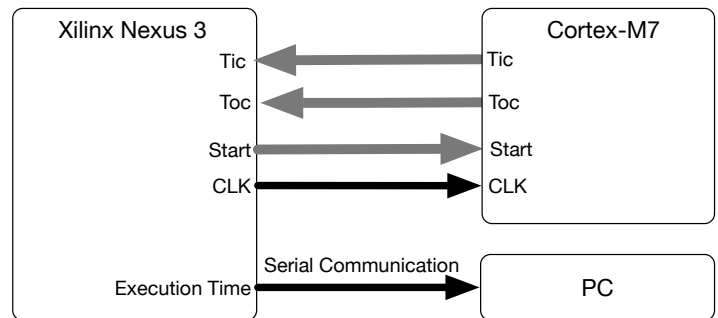 Xilinx Nexus 3
Cortex-M7
Tic
Tic
Toc
Toc
Start
Start
CLK
CLK
Serial Communication
Execution Time
PC